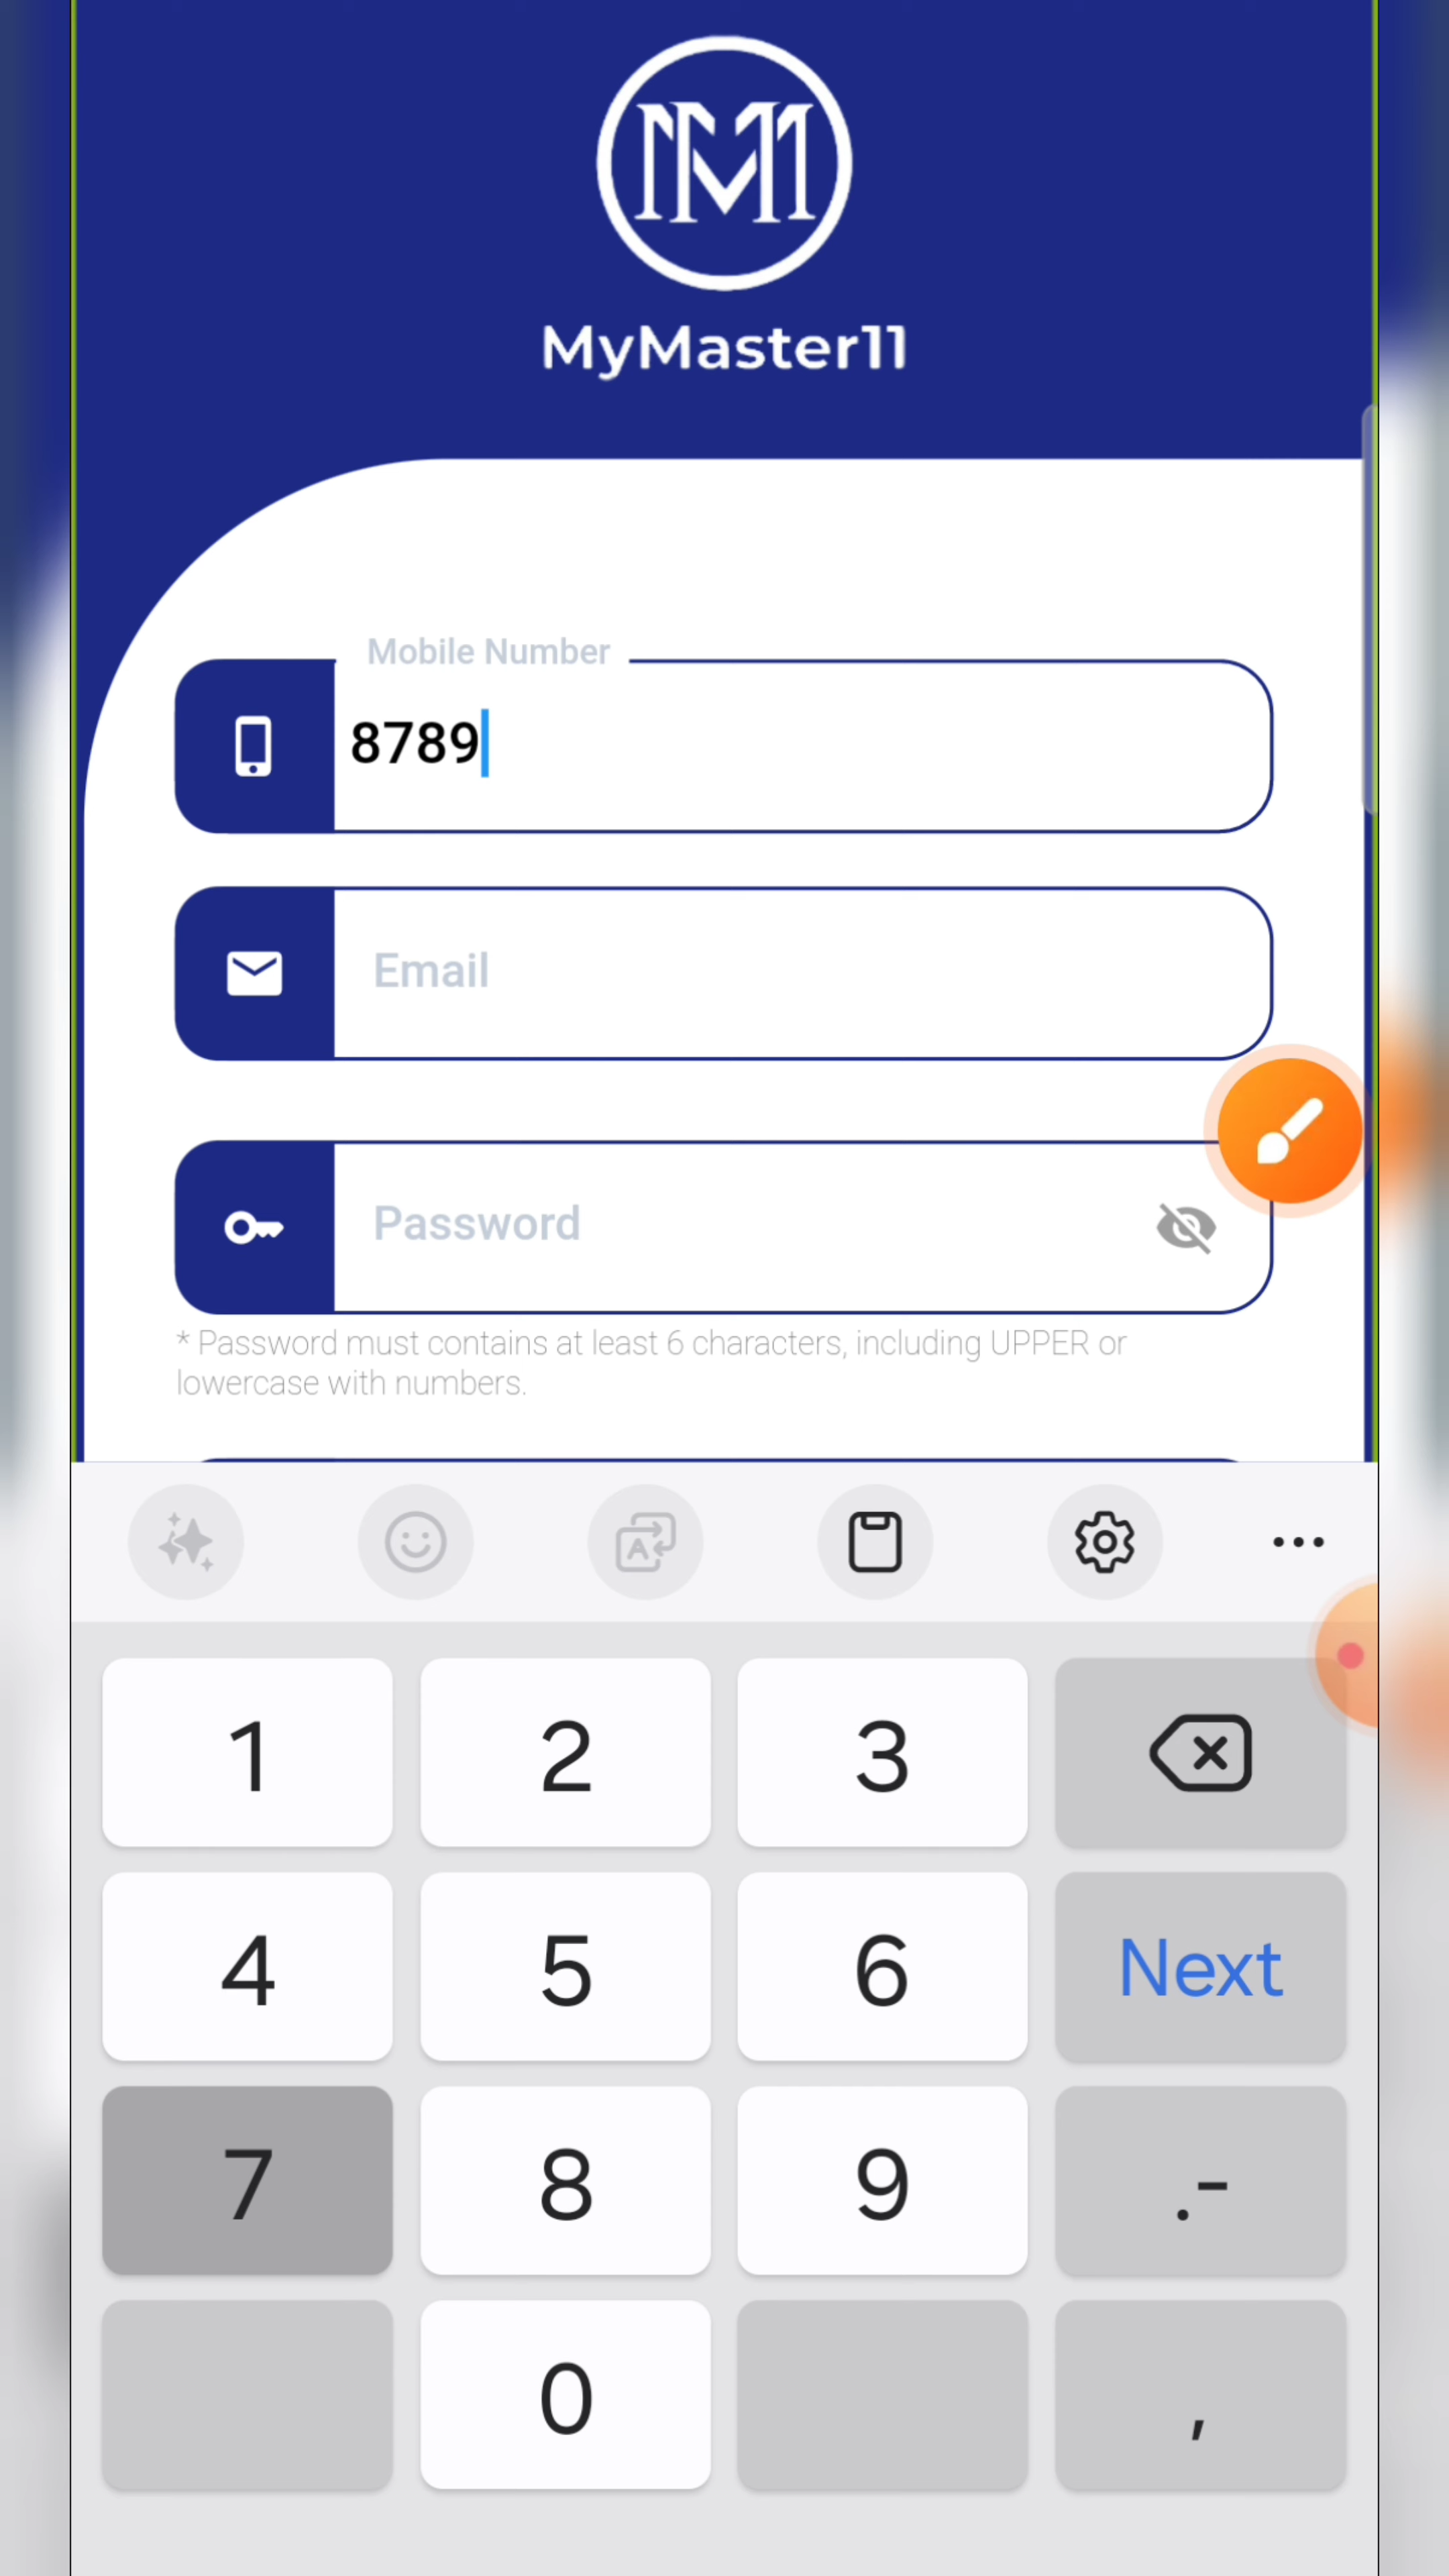 MM
MyMaster11
Mobile Number
8789
Email
Password
* Password must contains at least 6 characters, including UPPER or
lowercase with numbers.
1 2 3
4 5 6 Next
7 8 9 .-
0 ,